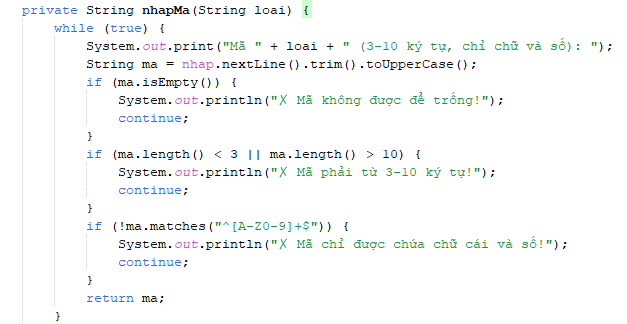 private String nhapMa(String loai) {
while (true) {
System.out.print("Mã " + loai + " (3-10 ký tự, chỉ chữ và số): ");
String ma = nhap.nextLine().trim().toUpperCase();
if (ma.isEmpty()) {
System.out.println("✗ Mã không được để trống!");
continue;
}
if (ma.length() < 3 || ma.length() > 10) {
System.out.println("✗ Mã phải từ 3-10 ký tự!");
continue;
}
if (!ma.matches("^[A-Z0-9]+$")) {
System.out.println("✗ Mã chỉ được chứa chữ cái và số!");
continue;
}
return ma;
}